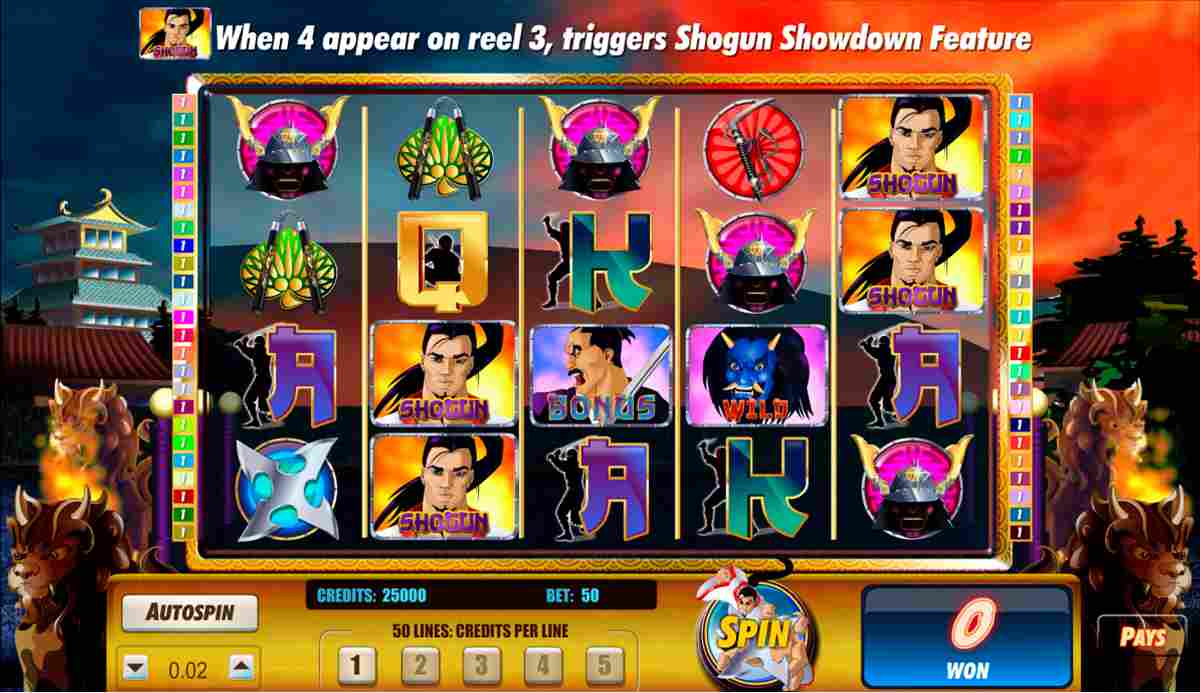 SHOGUN When 4 appear on reel 3, triggers Shogun Showdown Feature
SHOGUN
Q K SHOGUN
A SHOGUN BONUS WILD A
SHOGUN A K
CREDITS: 25000 BET: 50
AUTOSPIN
50 LINES: CREDITS PER LINE
SPIN
0
WON
PAYS
0.02
1 2 3 4 5